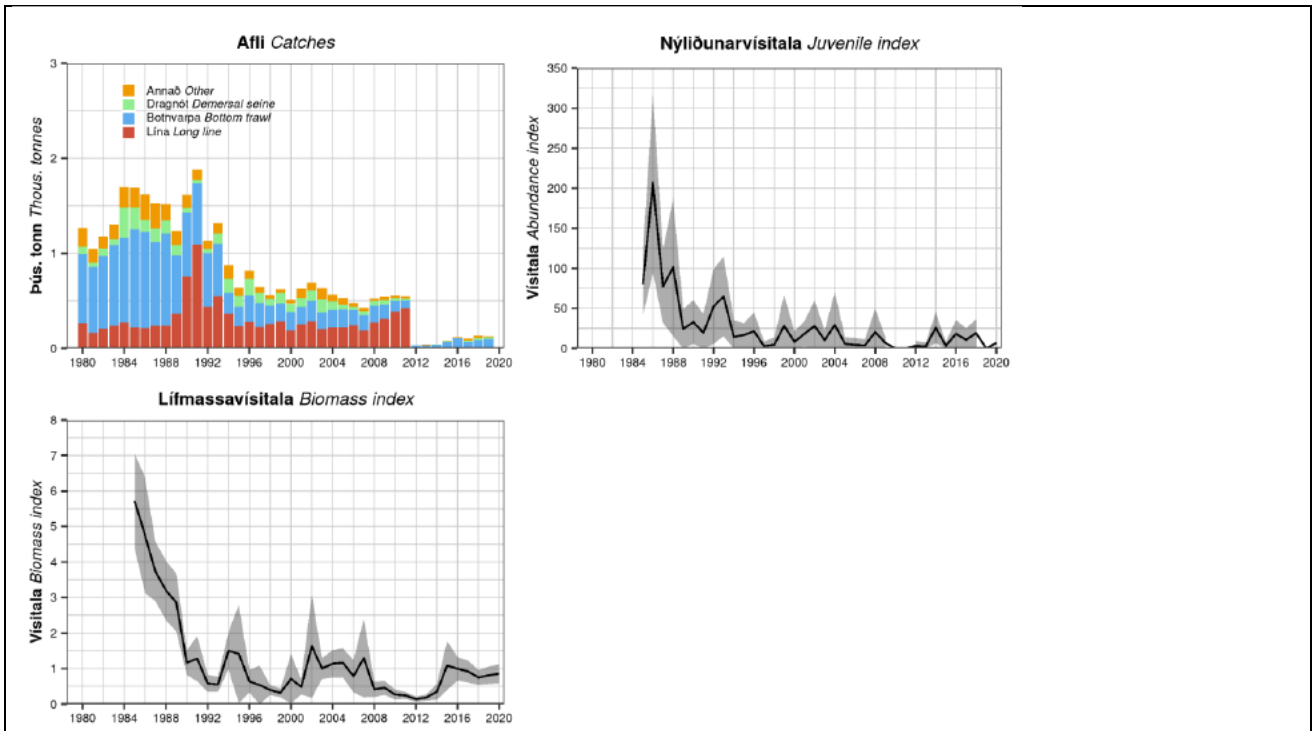 Afli Catches
Þús. tonn Thous. tonnes
3
2
1
0
Annað Other
Dragnót Demersal seine
Botnvarpa Bottom trawl
Lína Long line
1980 1984 1988 1992 1996 2000 2004 2008 2012 2016 2020
Nýliðunarvísitala Juvenile index
Vísitala Abundance index
350
300
250
200
150
100
50
0
1980 1984 1988 1992 1996 2000 2004 2008 2012 2016 2020
Lífmassavísitala Biomass index
Vísitala Biomass index
8
7
6
5
4
3
2
1
0
1980 1984 1988 1992 1996 2000 2004 2008 2012 2016 2020